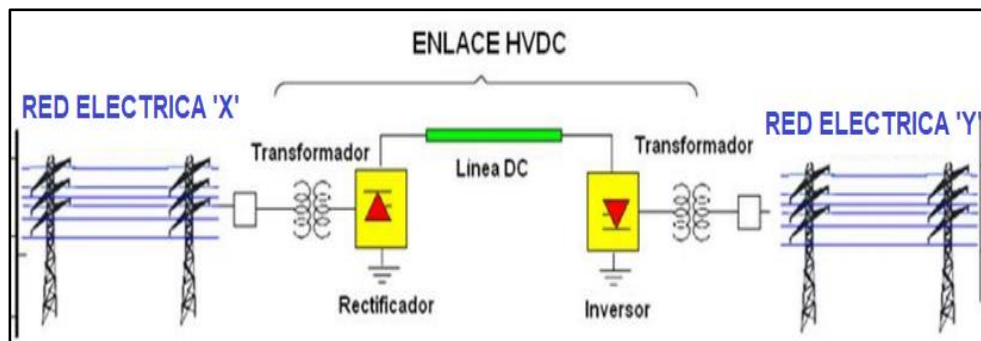 ENLACE HVDC
RED ELECTRICA 'X'
RED ELECTRICA 'Y'
Transformador
Línea DC
Transformador
Rectificador
Inversor